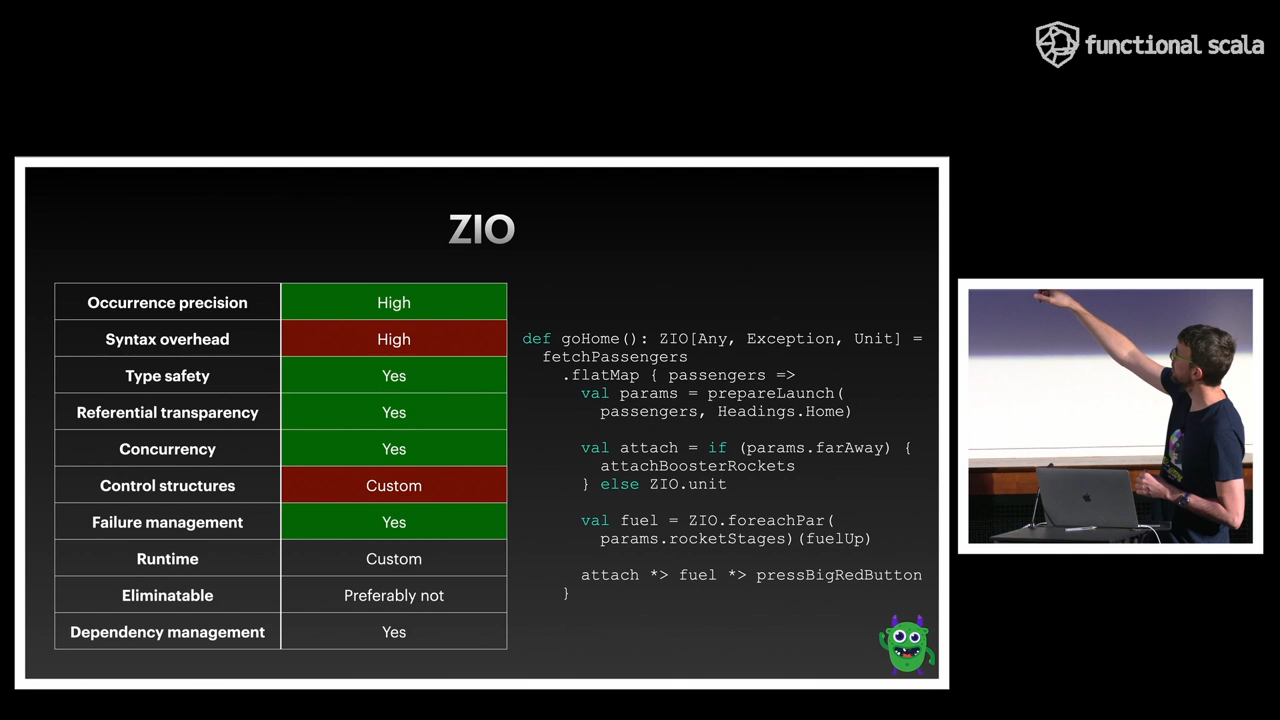 functional scala
ZIO
Occurrence precision High
Syntax overhead High
Type safety Yes
Referential transparency Yes
Concurrency Yes
Control structures Custom
Failure management Yes
Runtime Custom
Eliminatable Preferably not
Dependency management Yes
def goHome(): ZIO[Any, Exception, Unit] =
fetchPassengers
.flatMap { passengers =>
val params = prepareLaunch(
passengers, Headings.Home)
val attach = if (params.farAway) {
attachBoosterRockets
} else ZIO.unit
val fuel = ZIO.foreachPar(
params.rocketStages)(fuelUp)
attach *> fuel *> pressBigRedButton
}